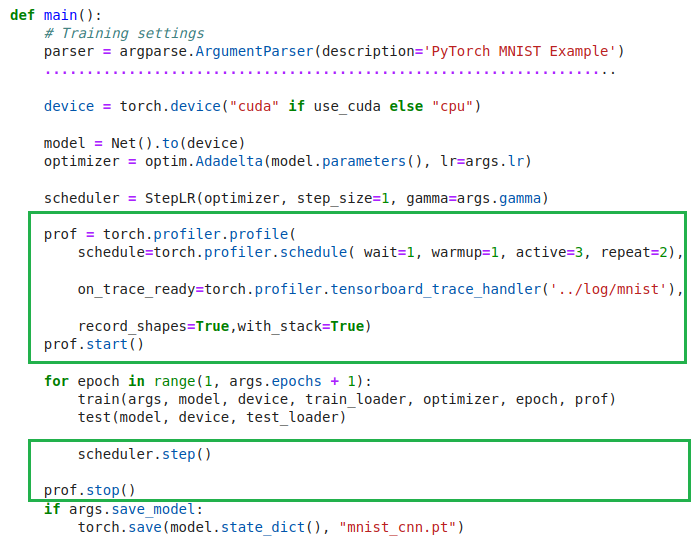 def main():
    # Training settings
    parser = argparse.ArgumentParser(description='PyTorch MNIST Example')
    ....................................................................
    device = torch.device("cuda" if use_cuda else "cpu")
    model = Net().to(device)
    optimizer = optim.Adadelta(model.parameters(), lr=args.lr)
    scheduler = StepLR(optimizer, step_size=1, gamma=args.gamma)
    prof = torch.profiler.profile(
        schedule=torch.profiler.schedule( wait=1, warmup=1, active=3, repeat=2),
        on_trace_ready=torch.profiler.tensorboard_trace_handler('../log/mnist'),
        record_shapes=True,with_stack=True)
    prof.start()
    for epoch in range(1, args.epochs + 1):
        train(args, model, device, train_loader, optimizer, epoch, prof)
        test(model, device, test_loader)
        scheduler.step()
    prof.stop()
    if args.save_model:
        torch.save(model.state_dict(), "mnist_cnn.pt")